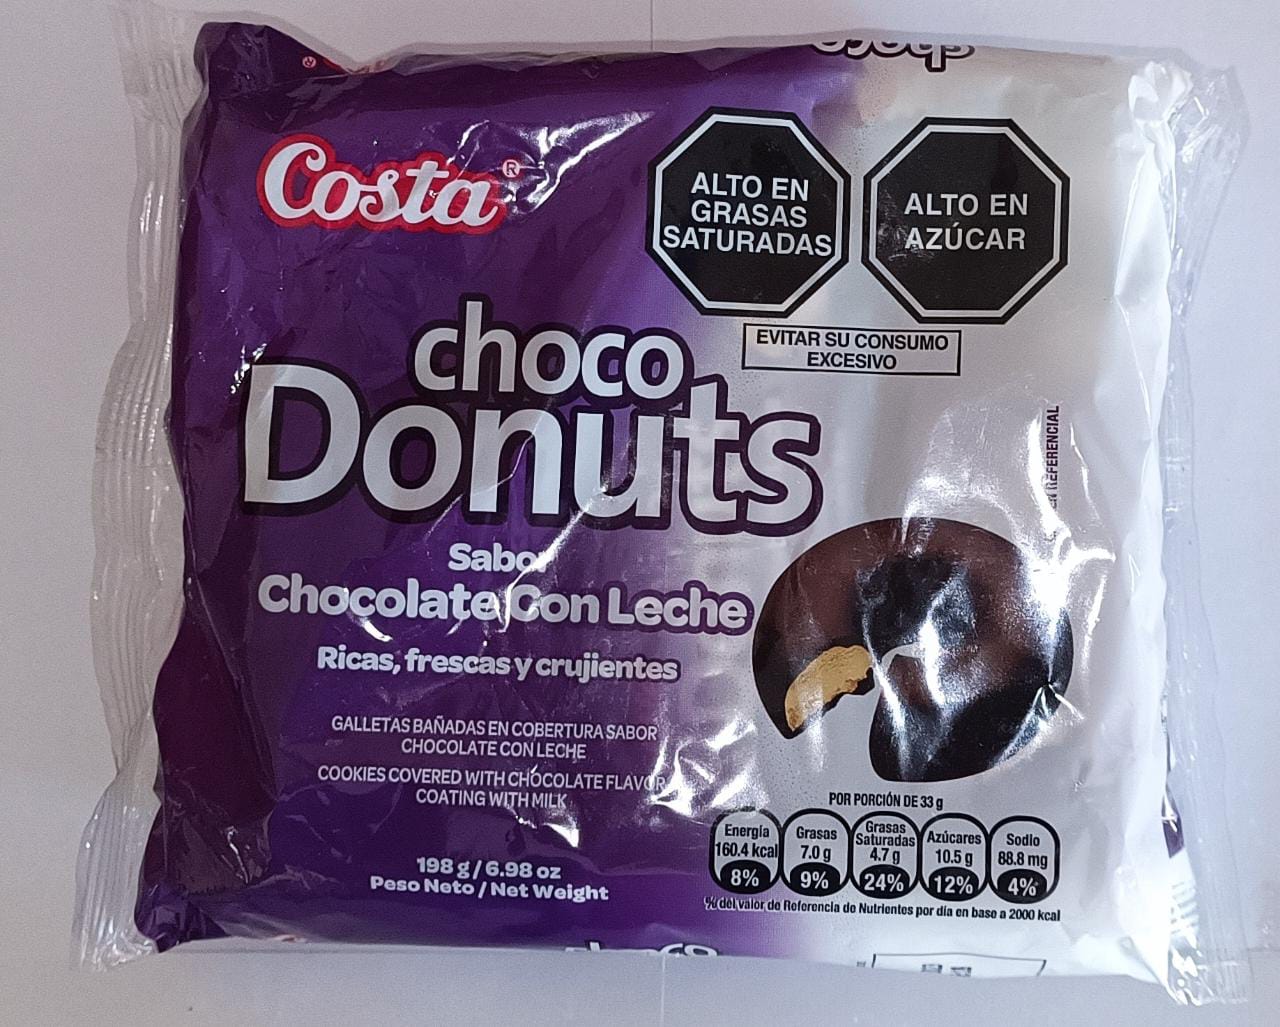 Costa®
ALTO EN
GRASAS
SATURADAS
ALTO EN
AZÚCAR
EVITAR SU CONSUMO
EXCESIVO
choco
Donuts
Sabor
Chocolate Con Leche
Ricas, frescas y crujientes
GALLETAS BAÑADAS EN COBERTURA SABOR
CHOCOLATE CON LECHE
COOKIES COVERED WITH CHOCOLATE FLAVOR
COATING WITH MILK
198 g / 6.98 oz
Peso Neto / Net Weight
REFERENCIAL
POR PORCIÓN DE 33 g
Energía
160.4 kcal
8%
Grasas
7.0 g
9%
Grasas
Saturadas
4.7 g
24%
Azúcares
10.5 g
12%
Sodio
88.8 mg
4%
% del valor de Referencia de Nutrientes por día en base a 2000 kcal
choco